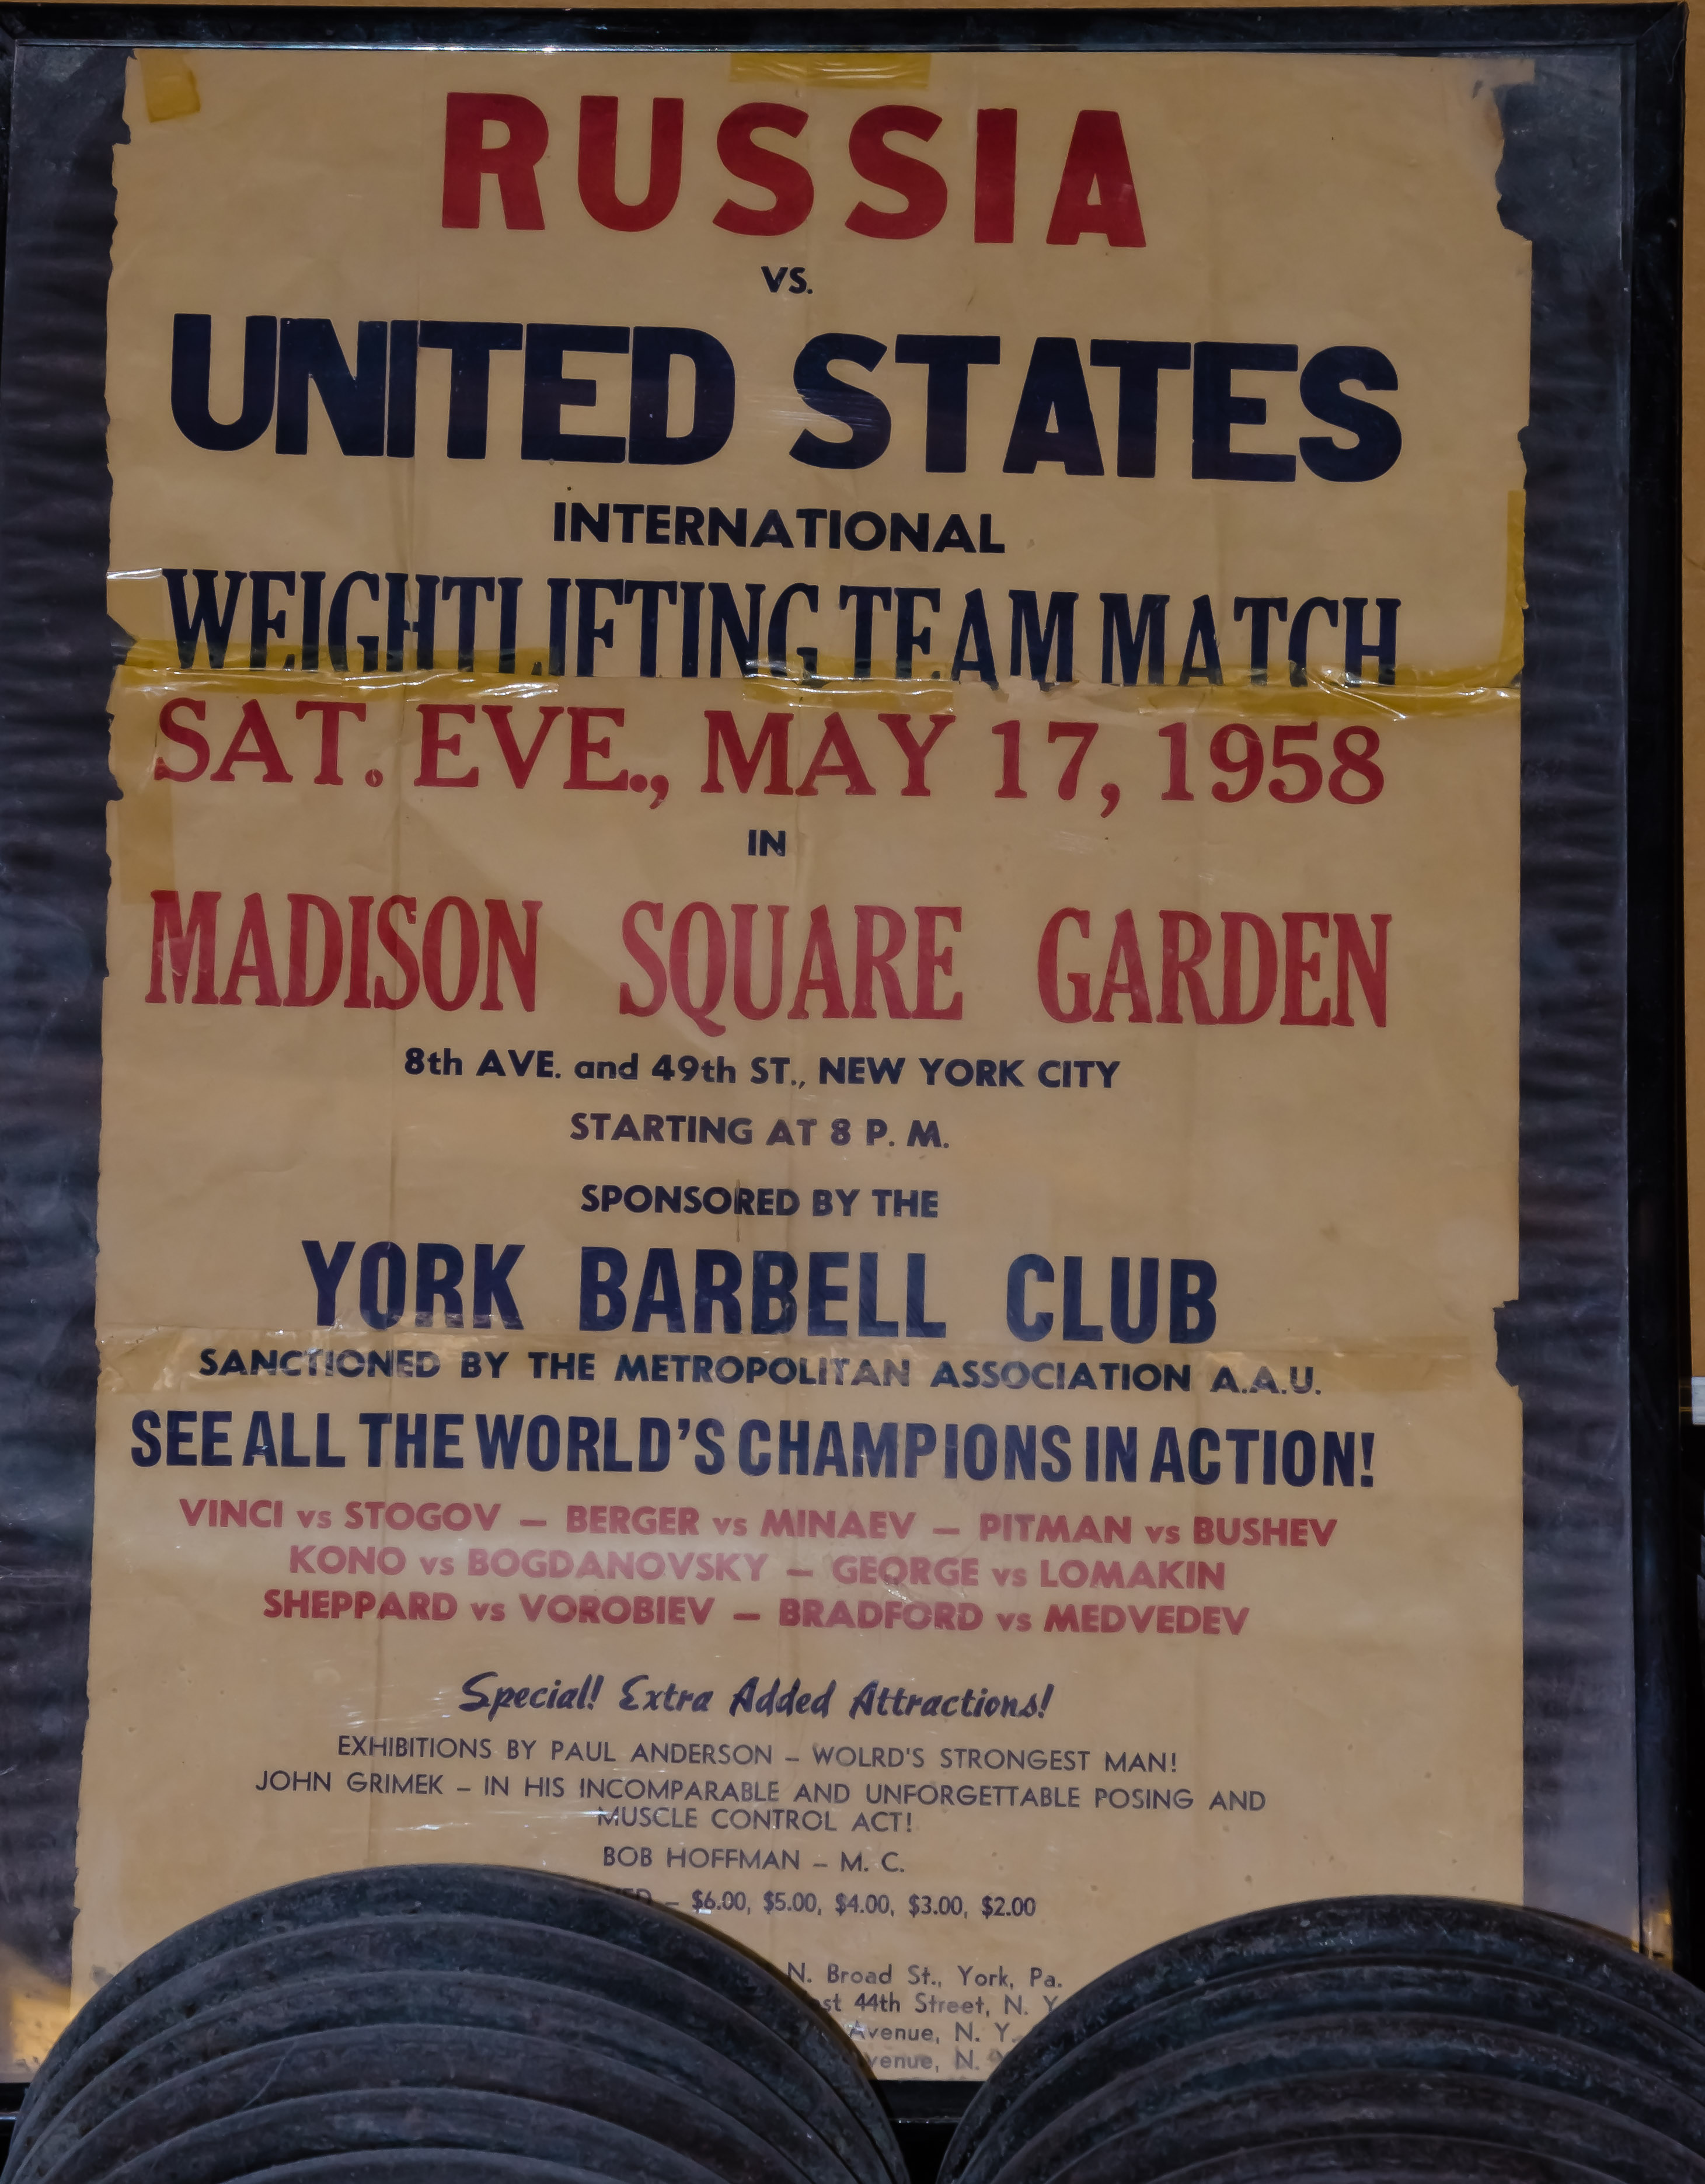 RUSSIA
VS.
UNITED STATES
INTERNATIONAL
WEIGHTLIFTING TEAM MATCH
SAT. EVE., MAY 17, 1958
IN
MADISON SQUARE GARDEN
8th AVE. and 49th ST., NEW YORK CITY
STARTING AT 8 P. M.
SPONSORED BY THE
YORK BARBELL CLUB
SANCTIONED BY THE METROPOLITAN ASSOCIATION A.A.U.
SEE ALL THE WORLD'S CHAMPIONS IN ACTION!
VINCI vs STOGOV — BERGER vs MINAEV — PITMAN vs BUSHEV
KONO vs BOGDANOVSKY — GEORGE vs LOMAKIN
SHEPPARD vs VOROBIEV — BRADFORD vs MEDVEDEV
Special! Extra Added Attractions!
EXHIBITIONS BY PAUL ANDERSON – WOLRD'S STRONGEST MAN!
JOHN GRIMEK – IN HIS INCOMPARABLE AND UNFORGETTABLE POSING AND
MUSCLE CONTROL ACT!
BOB HOFFMAN – M. C.
– $6.00, $5.00, $4.00, $3.00, $2.00
N. Broad St., York, Pa.
44th Street, N. Y.
Avenue, N. Y.
N. Y